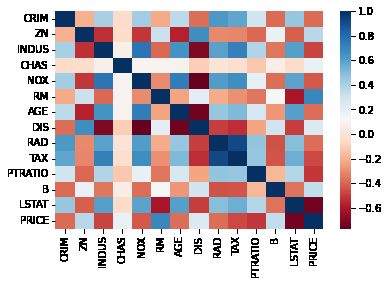 CRIM
ZN
INDUS
CHAS
NOX
RM
AGE
DIS
RAD
TAX
PTRATIO
B
LSTAT
PRICE
CRIM
ZN
INDUS
CHAS
NOX
RM
AGE
DIS
RAD
TAX
PTRATIO
B
LSTAT
PRICE
1.0
0.8
0.6
0.4
0.2
0.0
−0.2
−0.4
−0.6